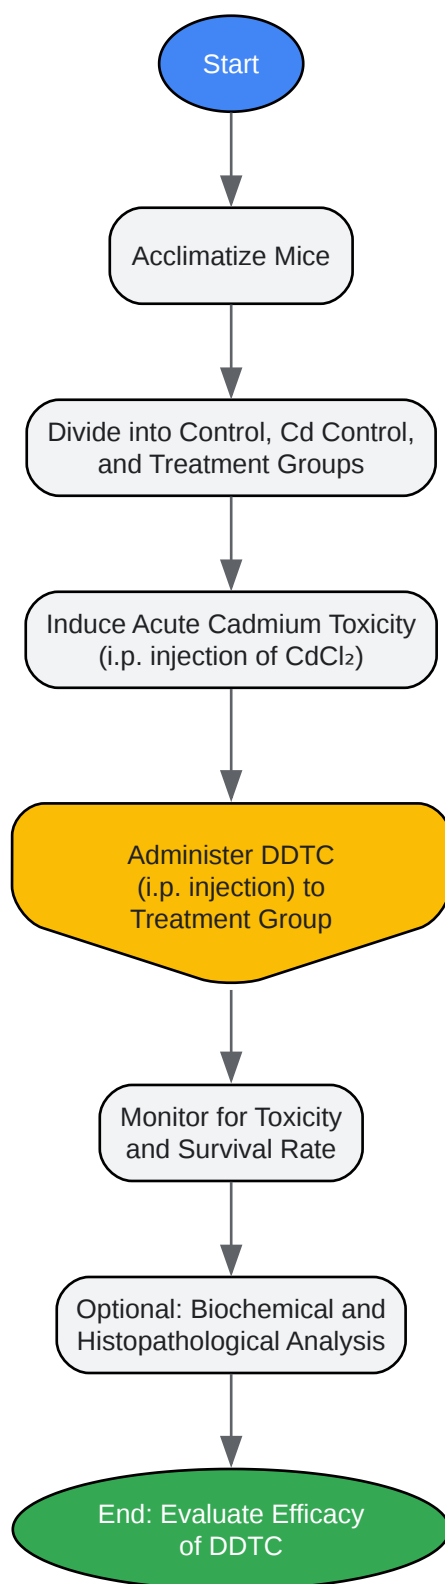 Start
Acclimatize Mice
Divide into Control, Cd Control,
and Treatment Groups
Induce Acute Cadmium Toxicity
(i.p. injection of CdCl₂)
Administer DDTC
(i.p. injection) to
Treatment Group
Monitor for Toxicity
and Survival Rate
Optional: Biochemical and
Histopathological Analysis
End: Evaluate Efficacy
of DDTC